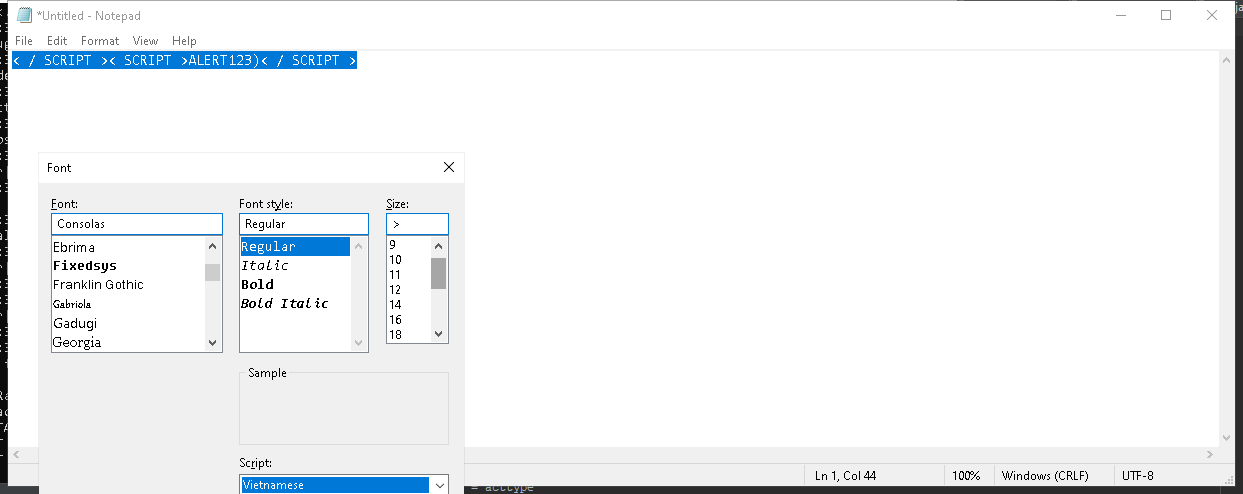 *Untitled - Notepad
File Edit Format View Help
< / SCRIPT >< SCRIPT >ALERT123)< / SCRIPT >
Font
Font: Font style: Size:
Consolas Regular >
Ebrima Regular 9
Fixedsys Italic 10
Franklin Gothic Bold 11
Gabriola Bold Italic 12
Gadugi 14
Georgia 16
18
Sample
Script:
Vietnamese
Ln 1, Col 44 100% Windows (CRLF) UTF-8
= acctype